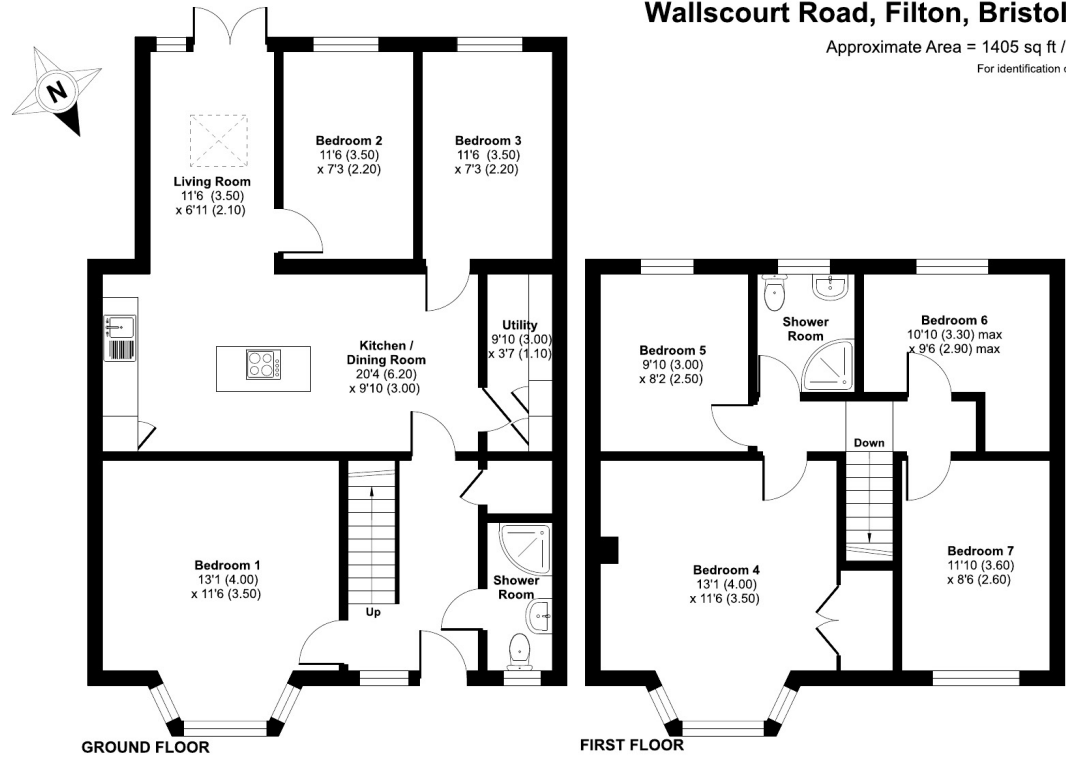 Wallscourt Road, Filton, Bristol
Approximate Area = 1405 sq ft /
For identification
N
Bedroom 2
11'6 (3.50)
x 7'3 (2.20)
Bedroom 3
11'6 (3.50)
x 7'3 (2.20)
Living Room
11'6 (3.50)
x 6'11 (2.10)
Kitchen /
Dining Room
20'4 (6.20)
x 9'10 (3.00)
Utility
9'10 (3.00)
x 3'7 (1.10)
Bedroom 1
13'1 (4.00)
x 11'6 (3.50)
Up
Shower
Room
GROUND FLOOR
Bedroom 5
9'10 (3.00)
x 8'2 (2.50)
Shower
Room
Bedroom 6
10'10 (3.30) max
x 9'6 (2.90) max
Down
Bedroom 4
13'1 (4.00)
x 11'6 (3.50)
Bedroom 7
11'10 (3.60)
x 8'6 (2.60)
FIRST FLOOR